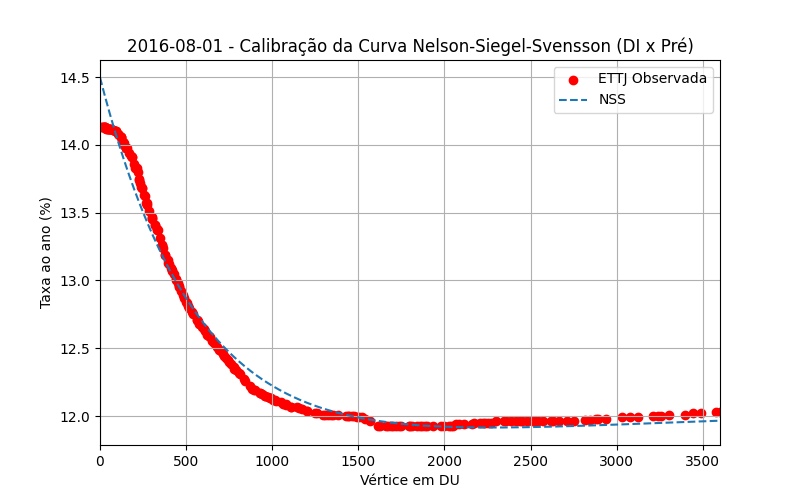 2016-08-01 - Calibração da Curva Nelson-Siegel-Svensson (DI x Pré)
ETTJ Observada
NSS
Taxa ao ano (%)
14.5
14.0
13.5
13.0
12.5
12.0
0 500 1000 1500 2000 2500 3000 3500
Vértice em DU